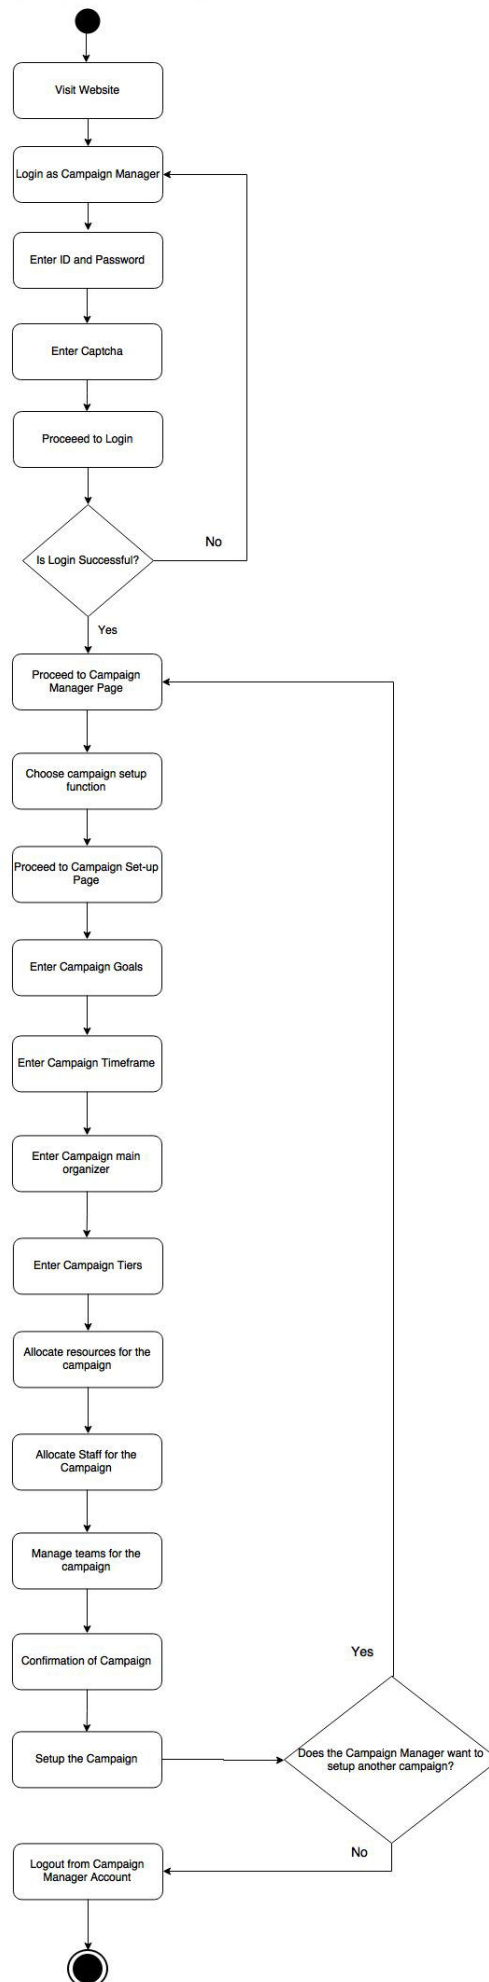 Visit Website
Login as Campaign Manager
Enter ID and Password
Enter Captcha
Proceeed to Login
Is Login Successful?
No
Yes
Proceed to Campaign
Manager Page
Choose campaign setup
function
Proceed to Campaign Set-up
Page
Enter Campaign Goals
Enter Campaign Timeframe
Enter Campaign main
organizer
Enter Campaign Tiers
Allocate resources for the
campaign
Allocate Staff for the
Campaign
Manage teams for the
campaign
Confirmation of Campaign
Setup the Campaign
Yes
Does the Campaign Manager want to
setup another campaign?
No
Logout from Campaign
Manager Account